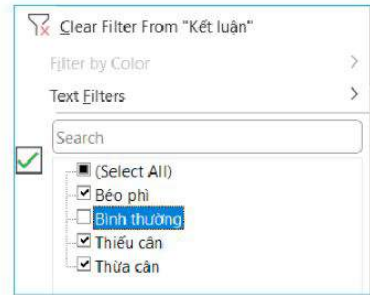 Clear Filter From "Kết luận"
Filter by Color
Text Filters
Search
(Select All)
Béo phì
Bình thường
Thiếu cân
Thừa cân